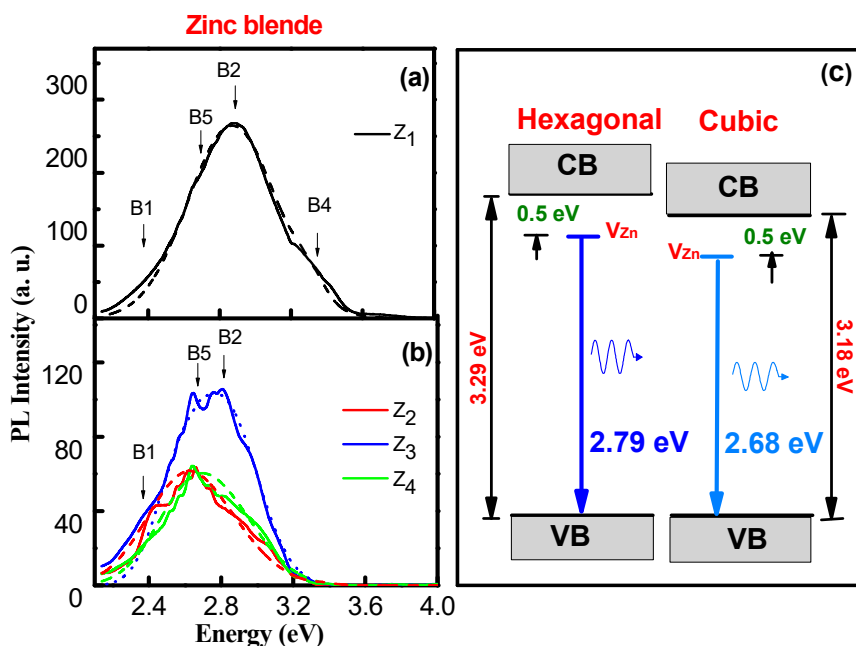 Zinc blende
PL Intensity (a. u.)
(a)
300
250
200
100
0
B1
B5
B2
B4
Z1
(b)
120
80
40
0
B1
B5
B2
Z2
Z3
Z4
2.4 2.8 3.2 3.6 4.0
Energy (eV)
(c)
Hexagonal
CB
0.5 eV
VZn
3.29 eV
2.79 eV
VB
Cubic
CB
0.5 eV
VZn
3.18 eV
2.68 eV
VB